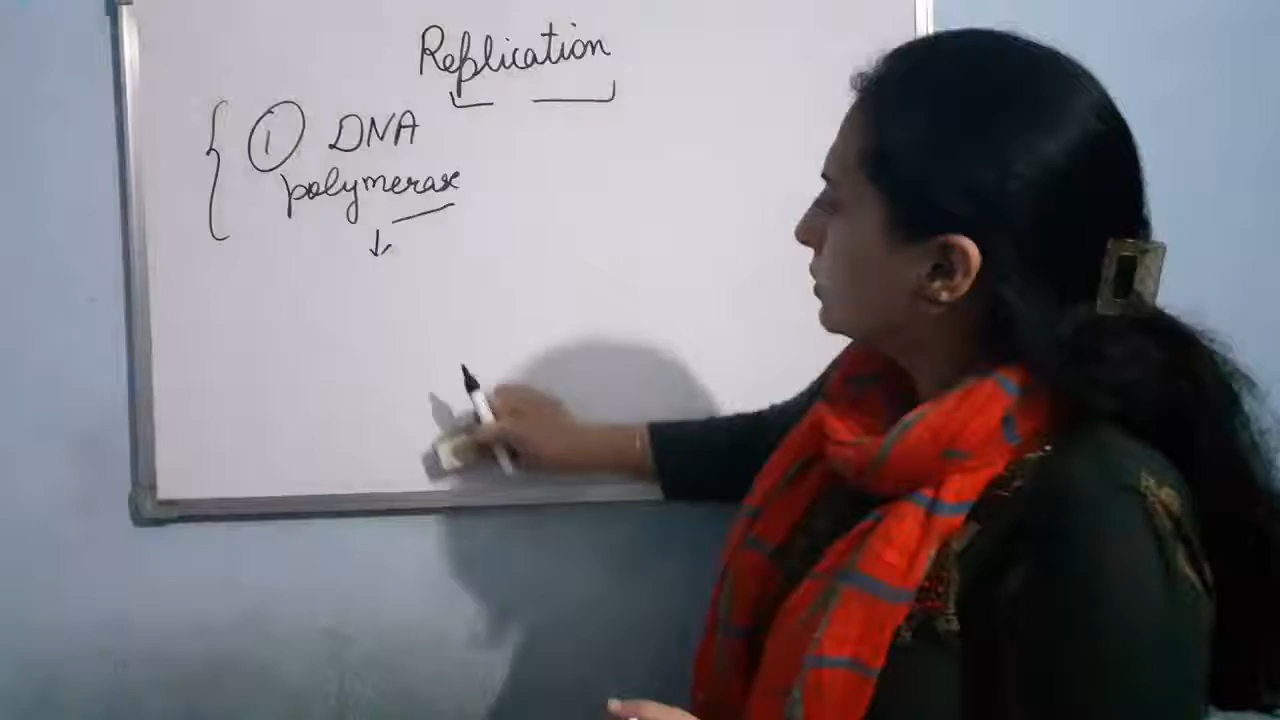 Replication
① DNA
polymerase